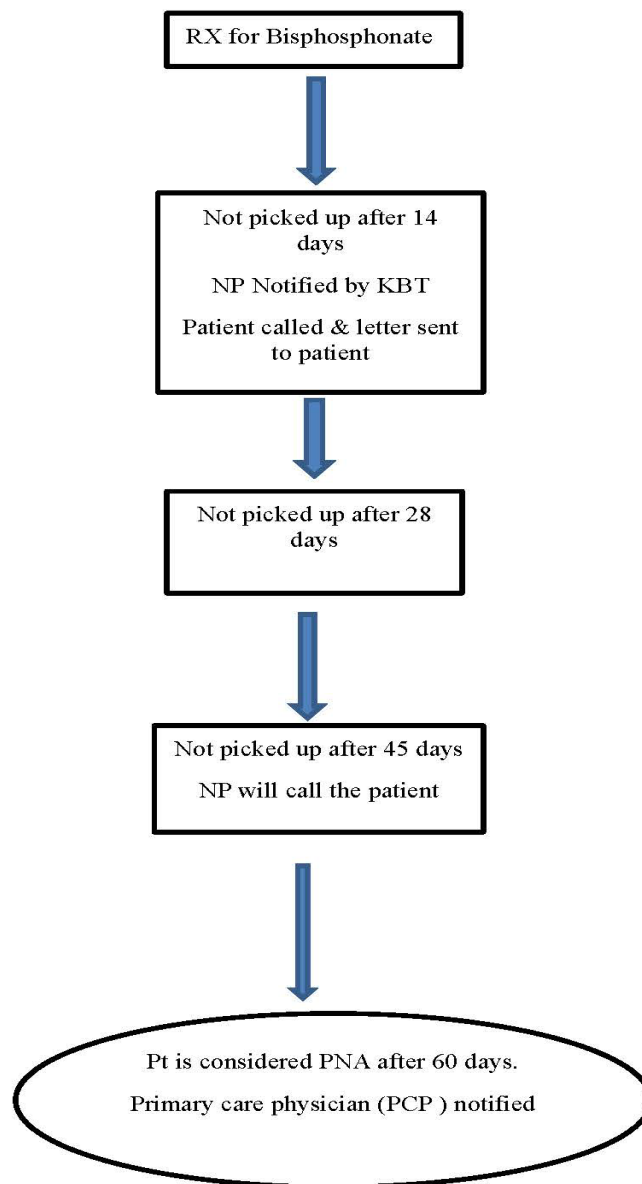 RX for Bisphosphonate
Not picked up after 14
days
NP Notified by KBT
Patient called & letter sent
to patient
Not picked up after 28
days
Not picked up after 45 days
NP will call the patient
Pt is considered PNA after 60 days.
Primary care physician (PCP ) notified